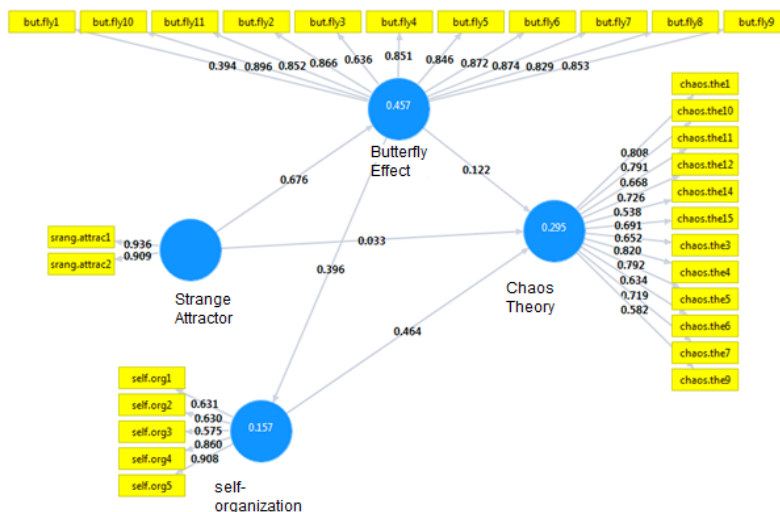 but.fly1 but.fly10 but.fly11 but.fly2 but.fly3 but.fly4 but.fly5 but.fly6 but.fly7 but.fly8 but.fly9
0.394 0.896 0.852 0.866 0.636 0.851 0.846 0.872 0.874 0.829 0.853
0.457
Butterfly
Effect
0.676
0.122
0.033
0.396
0.464
srang.attrac1
srang.attrac2
0.936
0.909
Strange
Attractor
0.295
Chaos
Theory
0.808
0.791
0.668
0.726
0.538
0.691
0.652
0.820
0.792
0.634
0.719
0.582
chaos.the1
chaos.the10
chaos.the11
chaos.the12
chaos.the14
chaos.the15
chaos.the3
chaos.the4
chaos.the5
chaos.the6
chaos.the7
chaos.the9
self.org1
self.org2
self.org3
self.org4
self.org5
0.631
0.630
0.575
0.860
0.908
0.157
self-
organization